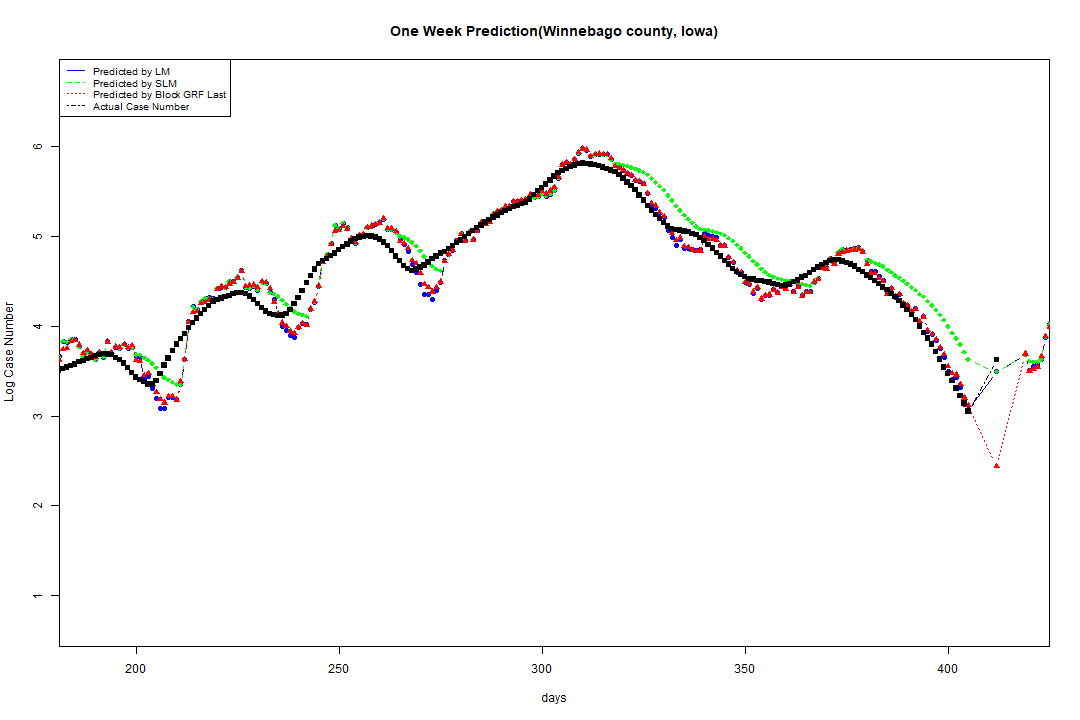 One Week Prediction(Winnebago county, Iowa)
Predicted by LM
Predicted by SLM
Predicted by Block GRF Last
Actual Case Number
6
5
4
3
2
1
Log Case Number
200 250 300 350 400
days